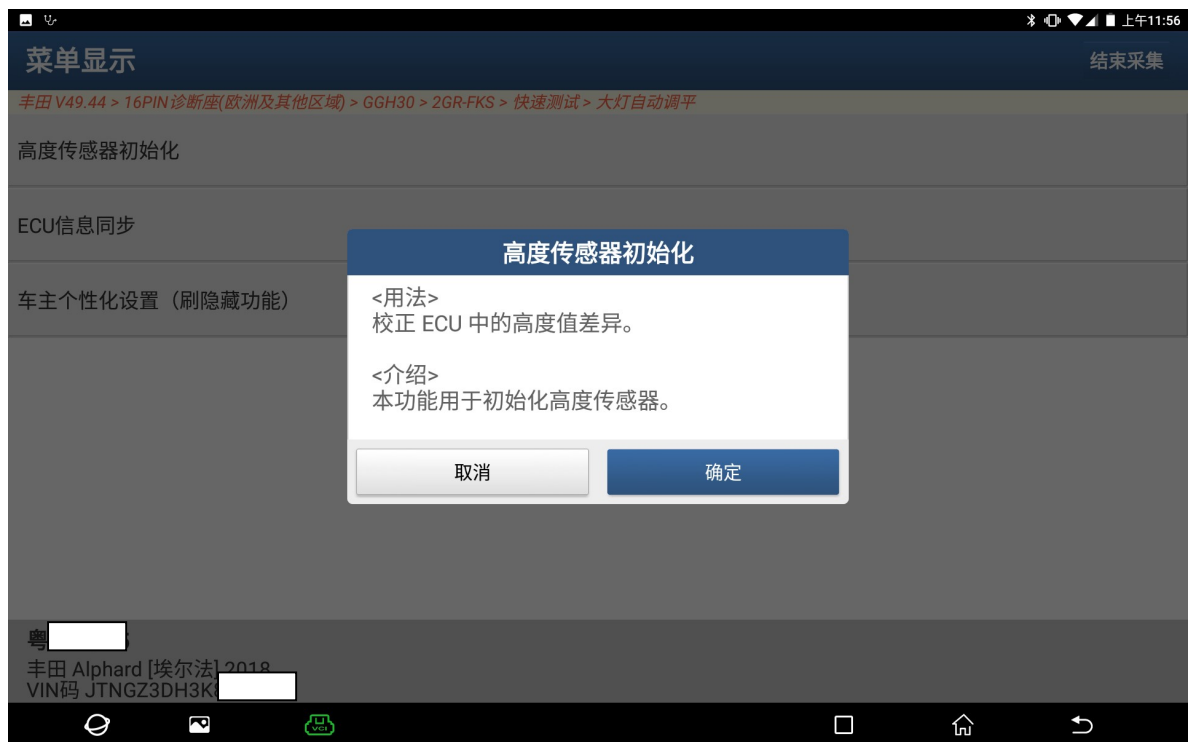 上午11:56
菜单显示
结束采集
丰田 V49.44 > 16PIN诊断座(欧洲及其他区域) > GGH30 > 2GR-FKS > 快速测试 > 大灯自动调平
高度传感器初始化
ECU信息同步
车主个性化设置（刷隐藏功能）
高度传感器初始化
<用法>
校正 ECU 中的高度值差异。
<介绍>
本功能用于初始化高度传感器。
取消
确定
粤
丰田 Alphard [埃尔法] 2018
VIN码 JTNGZ3DH3K
VCI